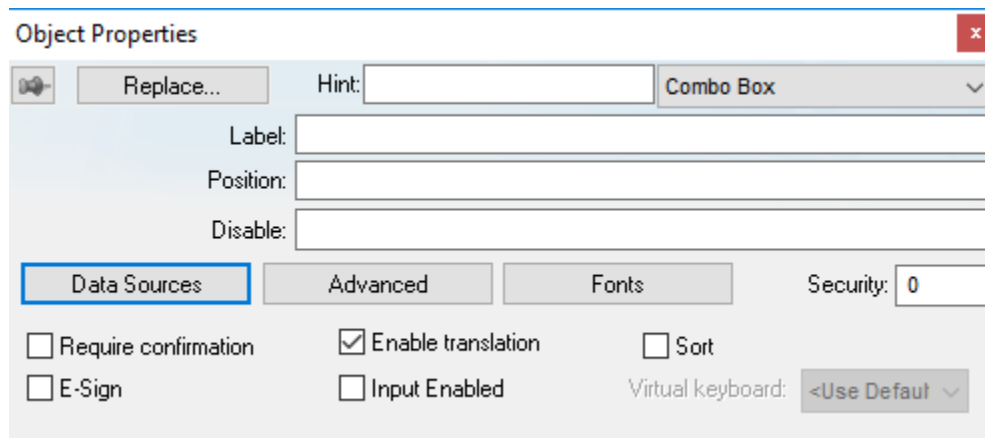 Object Properties
x
Replace... Hint: Combo Box
Label:
Position:
Disable:
Data Sources Advanced Fonts Security: 0
Require confirmation Enable translation Sort
E-Sign Input Enabled Virtual keyboard: <Use Defaul